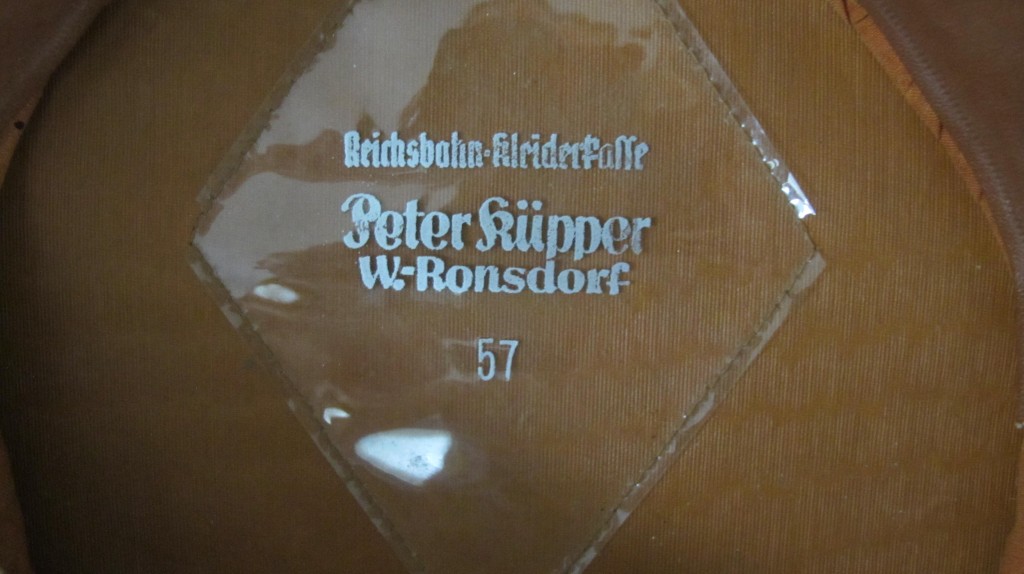 Reichsbahn-Kleiderkasse
Peter Küpper
W.-Ronsdorf
57